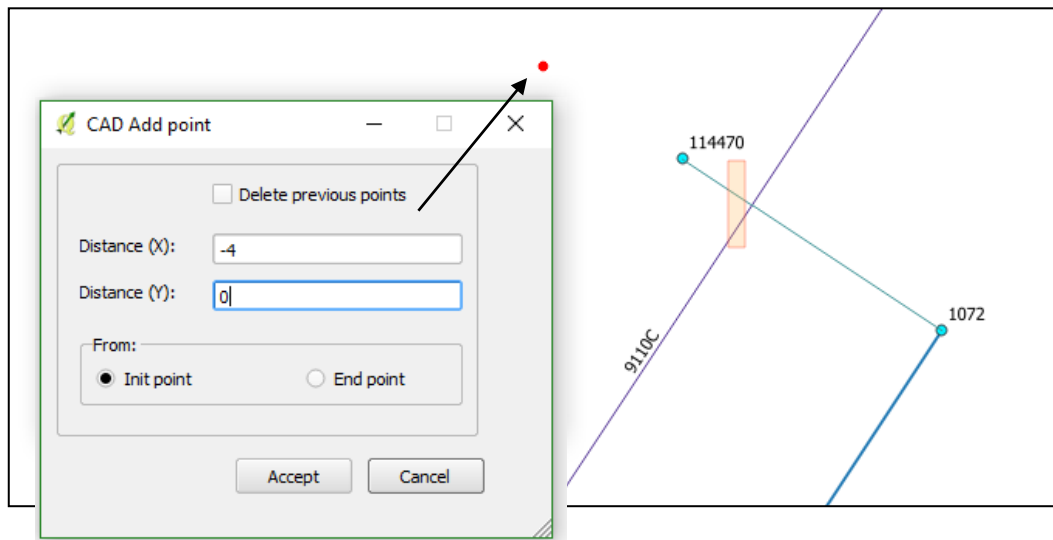 CAD Add point
Delete previous points
Distance (X): -4
Distance (Y): 0
From:
Init point End point
Accept Cancel
114470
1072
9110C